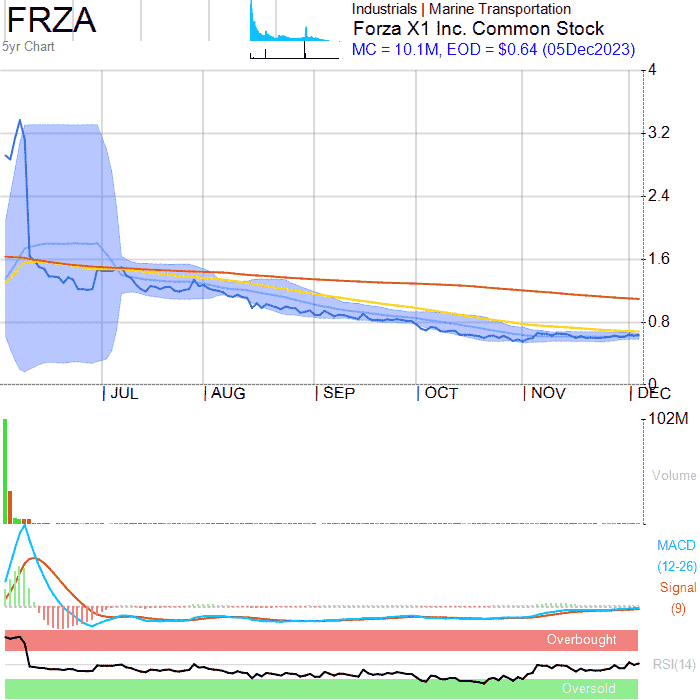 FRZA
5yr Chart
Industrials | Marine Transportation
Forza X1 Inc. Common Stock
MC = 10.1M, EOD = $0.64 (05Dec2023)
4
3.2
2.4
1.6
0.8
0
JUL AUG SEP OCT NOV DEC
102M
Volume
MACD
(12-26)
Signal
(9)
Overbought
RSI(14)
Oversold